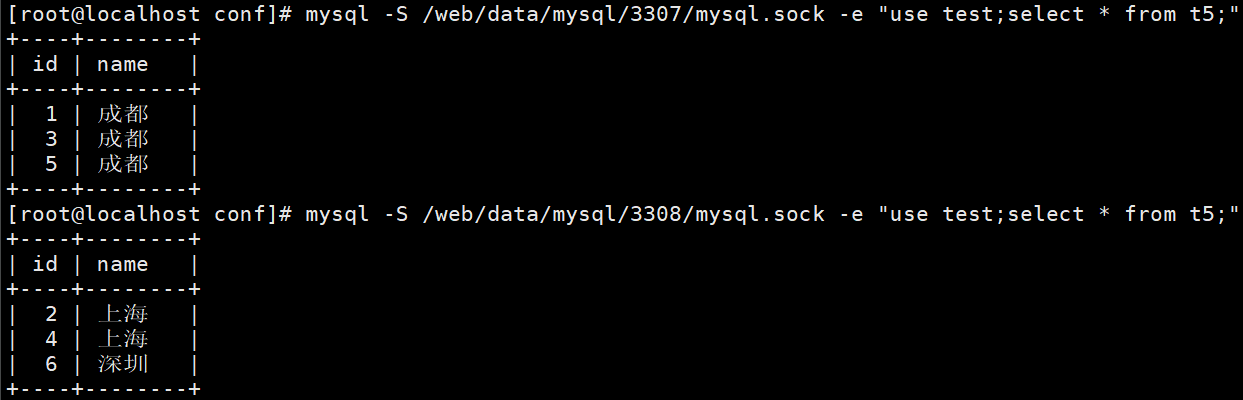 [root@localhost conf]# mysql -S /web/data/mysql/3307/mysql.sock -e "use test;select * from t5;"
+----+--------+
| id | name   |
+----+--------+
|  1 | 成都   |
|  3 | 成都   |
|  5 | 成都   |
+----+--------+
[root@localhost conf]# mysql -S /web/data/mysql/3308/mysql.sock -e "use test;select * from t5;"
+----+--------+
| id | name   |
+----+--------+
|  2 | 上海   |
|  4 | 上海   |
|  6 | 深圳   |
+----+--------+